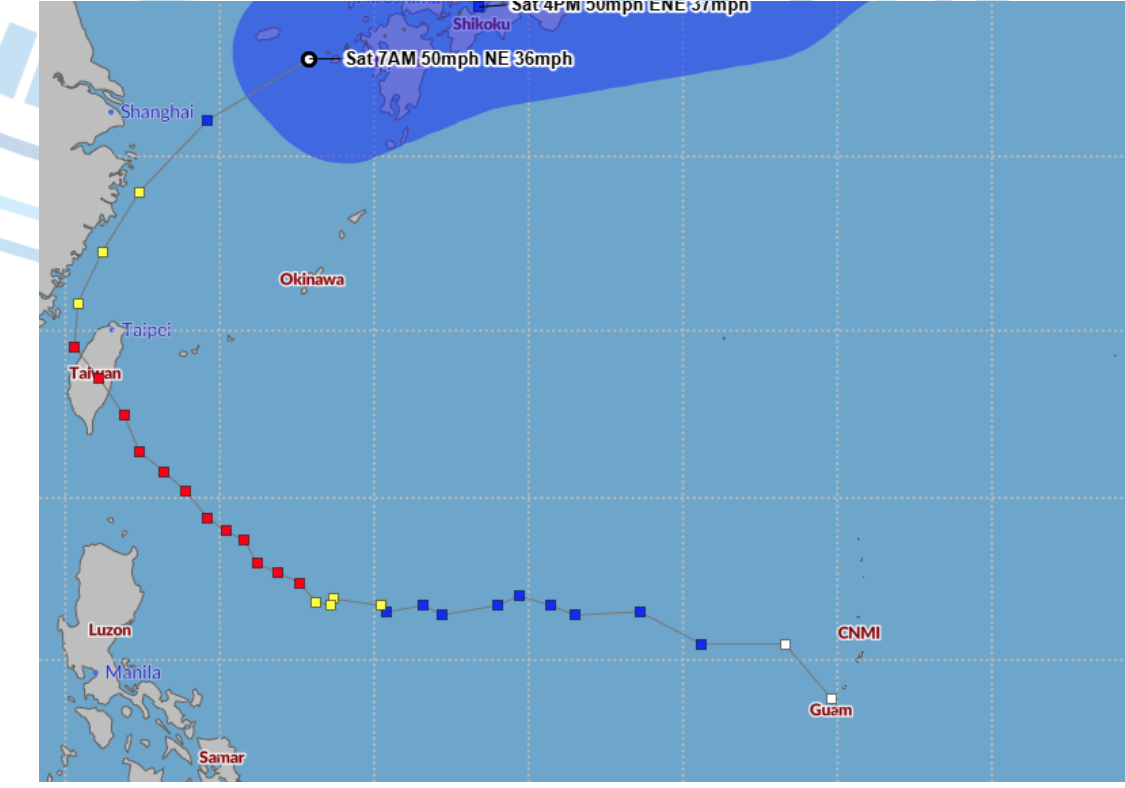 Sat 4PM 50mph ENE 37mph
Shikoku
Sat 7AM 50mph NE 36mph
Shanghai
Okinawa
Taipei
Taiwan
Luzon
CNMI
Manila
Guam
Samar